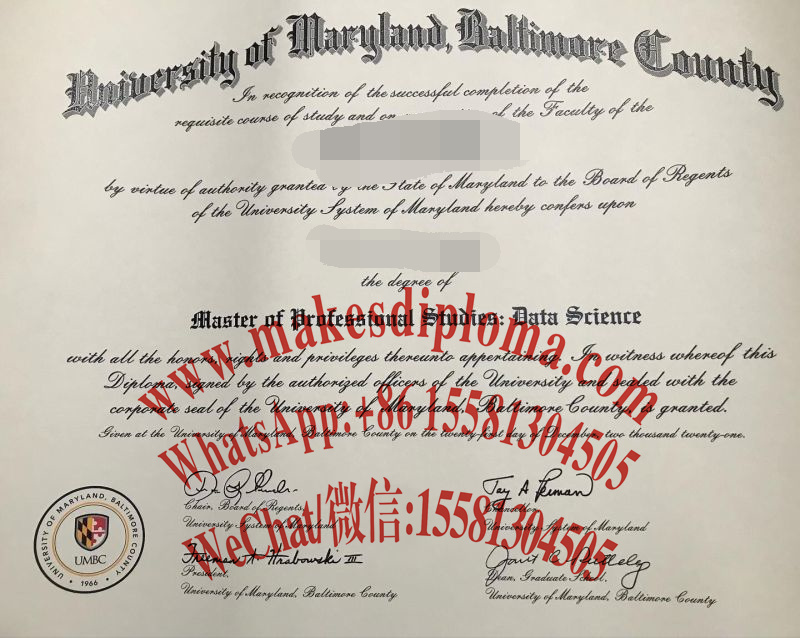 University of Maryland, Baltimore County
In recognition of the successful completion of the
requisite course of study and on of the Faculty of the
by virtue of authority granted by the State of Maryland to the Board of Regents
of the University System of Maryland hereby confers upon
the degree of
Master of Professional Studies: Data Science
with all the honors, rights and privileges thereunto appertaining. In witness whereof this
Diploma, signed by the authorized officers of the University and sealed with the
corporate seal of the University of Maryland, Baltimore County, is granted.
Given at the University of Maryland, Baltimore County on the twenty-first day of December two thousand twenty-one.
www.makesdiploma.com
WhatsApp:+86 15581304505
WeChat/微信:15581304505
Chair, Board of Regents
University System of Maryland
Jay A Perman
Chancellor
University System of Maryland
Freeman A Hrabowski III
President,
University of Maryland, Baltimore County
Dean, Graduate School,
University of Maryland, Baltimore County
UNIVERSITY OF MARYLAND, BALTIMORE COUNTY
UMBC
1966